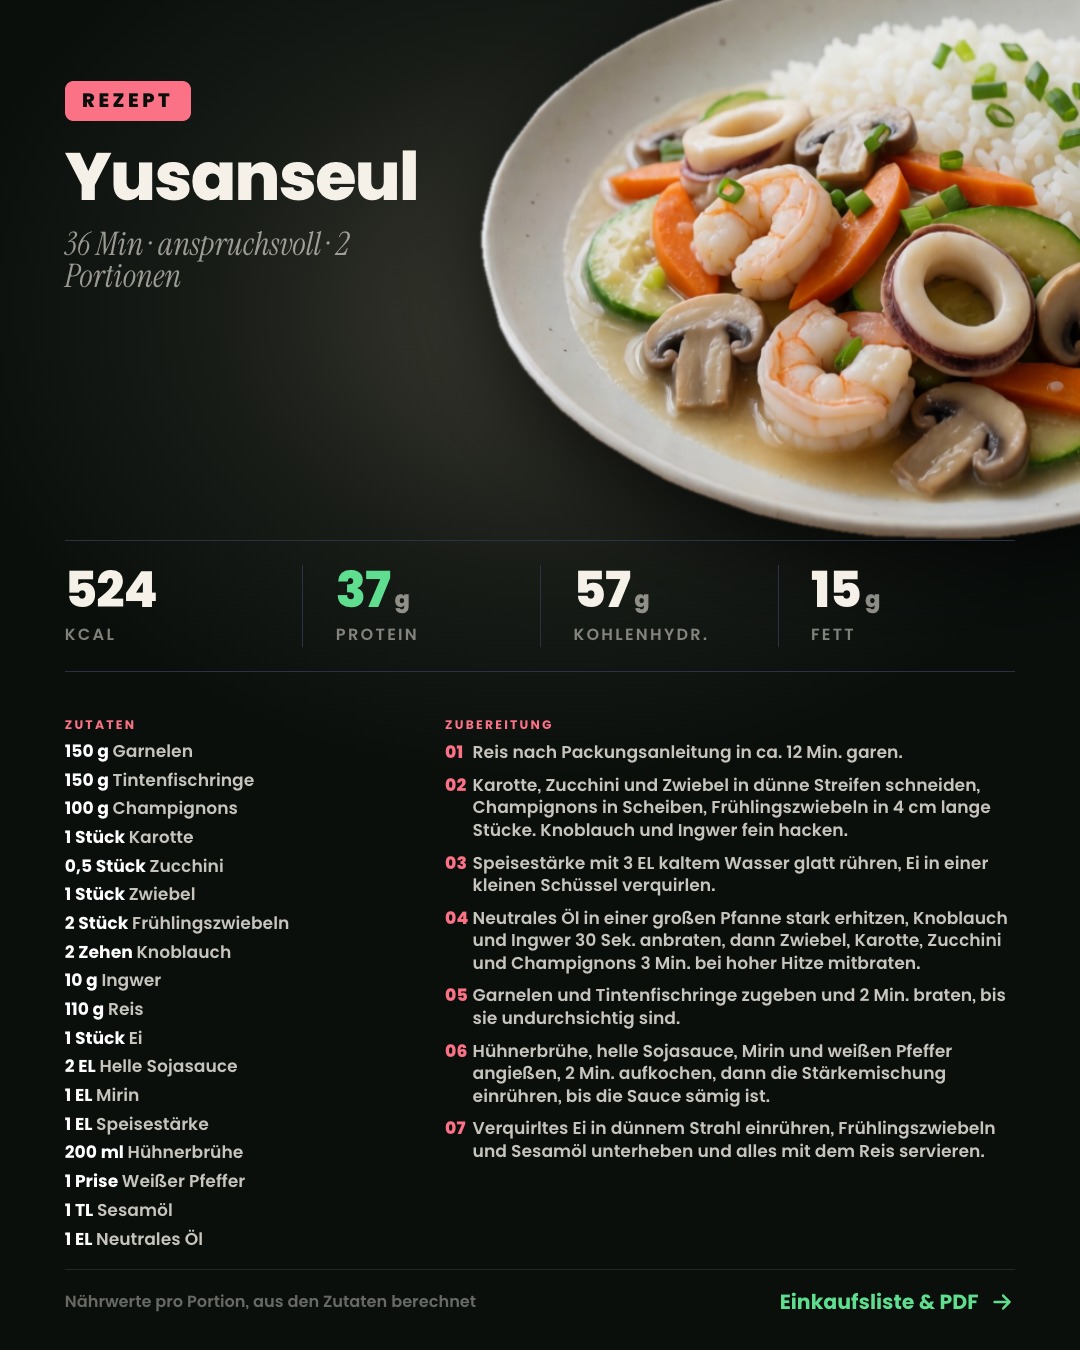 REZEPT
Yusanseul
36 Min · anspruchsvoll · 2
Portionen
524
KCAL
37 g
PROTEIN
57 g
KOHLENHYDR.
15 g
FETT
ZUTATEN
150 g Garnelen
150 g Tintenfischringe
100 g Champignons
1 Stück Karotte
0,5 Stück Zucchini
1 Stück Zwiebel
2 Stück Frühlingszwiebeln
2 Zehen Knoblauch
10 g Ingwer
110 g Reis
1 Stück Ei
2 EL Helle Sojasauce
1 EL Mirin
1 EL Speisestärke
200 ml Hühnerbrühe
1 Prise Weißer Pfeffer
1 TL Sesamöl
1 EL Neutrales Öl
ZUBEREITUNG
01 Reis nach Packungsanleitung in ca. 12 Min. garen.
02 Karotte, Zucchini und Zwiebel in dünne Streifen schneiden,
Champignons in Scheiben, Frühlingszwiebeln in 4 cm lange
Stücke. Knoblauch und Ingwer fein hacken.
03 Speisestärke mit 3 EL kaltem Wasser glatt rühren, Ei in einer
kleinen Schüssel verquirlen.
04 Neutrales Öl in einer großen Pfanne stark erhitzen, Knoblauch
und Ingwer 30 Sek. anbraten, dann Zwiebel, Karotte, Zucchini
und Champignons 3 Min. bei hoher Hitze mitbraten.
05 Garnelen und Tintenfischringe zugeben und 2 Min. braten, bis
sie undurchsichtig sind.
06 Hühnerbrühe, helle Sojasauce, Mirin und weißen Pfeffer
angießen, 2 Min. aufkochen, dann die Stärkemischung
einrühren, bis die Sauce sämig ist.
07 Verquirltes Ei in dünnem Strahl einrühren, Frühlingszwiebeln
und Sesamöl unterheben und alles mit dem Reis servieren.
Nährwerte pro Portion, aus den Zutaten berechnet
Einkaufsliste & PDF →